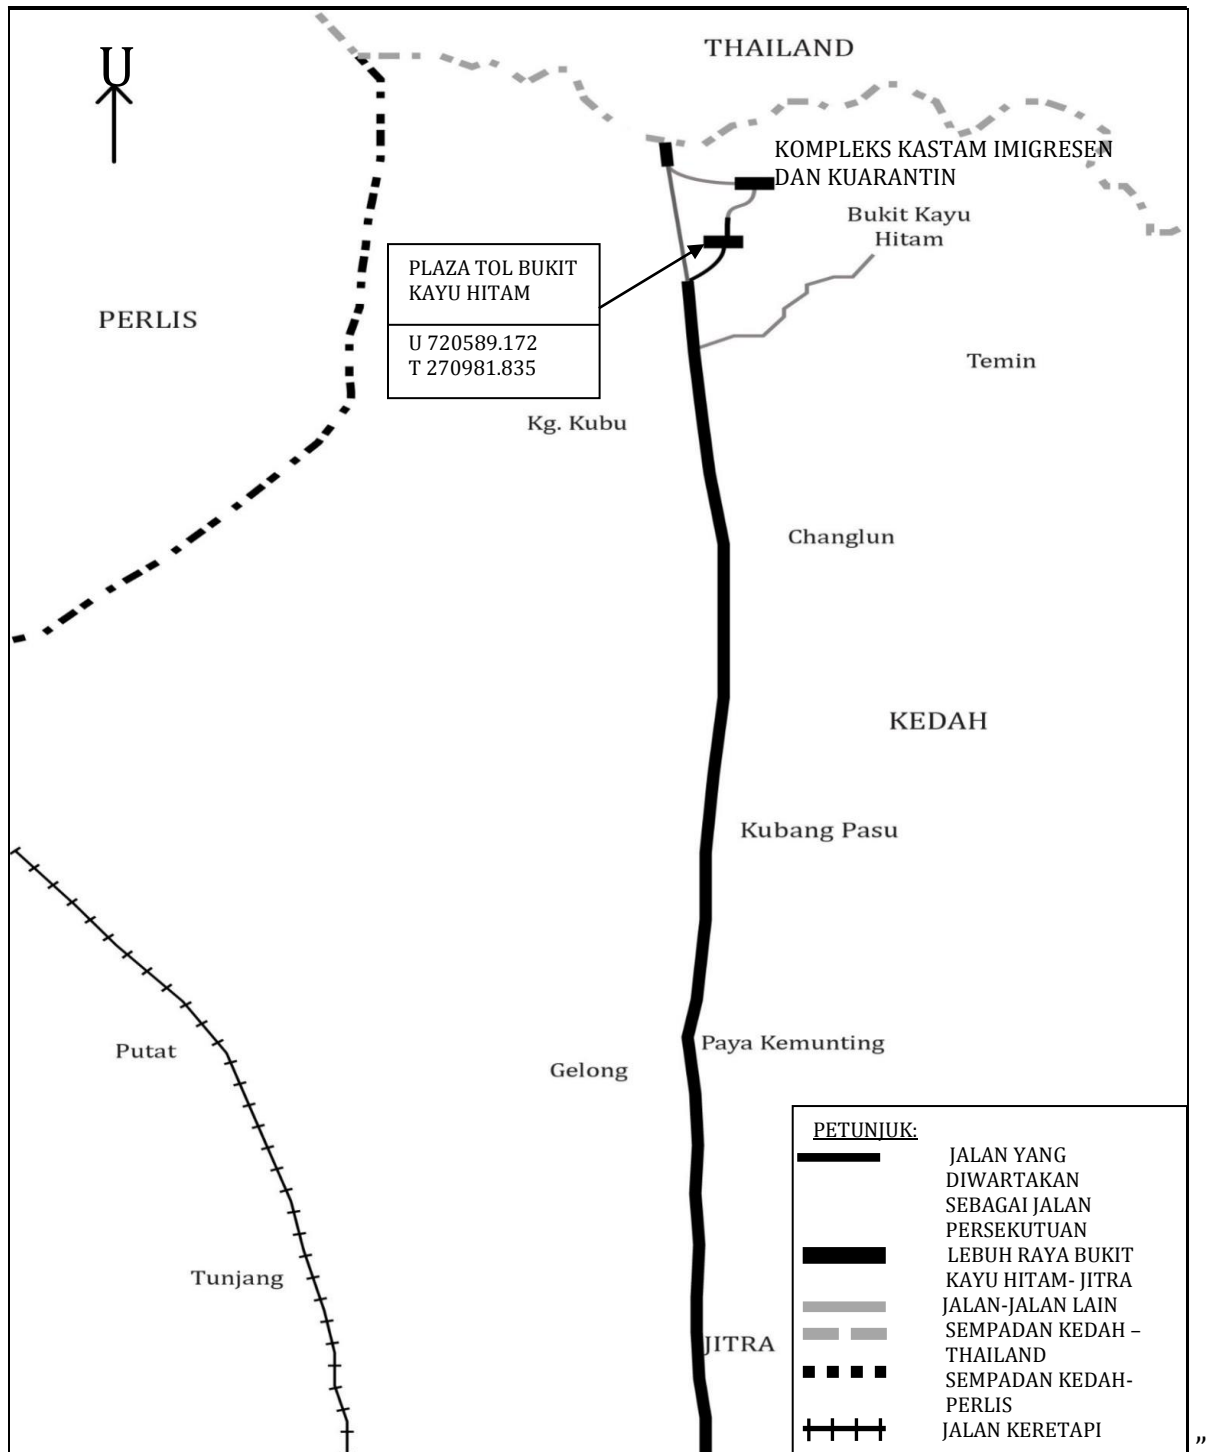 THAILAND
U
KOMPLEKS KASTAM IMIGRESEN
DAN KUARANTIN
Bukit Kayu
Hitam
PLAZA TOL BUKIT
KAYU HITAM
U 720589.172
T 270981.835
PERLIS
Temin
Kg. Kubu
Changlun
KEDAH
Kubang Pasu
Putat
Paya Kemunting
Gelong
Tunjang
JITRA
PETUNJUK:
JALAN YANG
DIWARTAKAN
SEBAGAI JALAN
PERSEKUTUAN
LEBUH RAYA BUKIT
KAYU HITAM- JITRA
JALAN-JALAN LAIN
SEMPADAN KEDAH –
THAILAND
SEMPADAN KEDAH-
PERLIS
JALAN KERETAPI
”